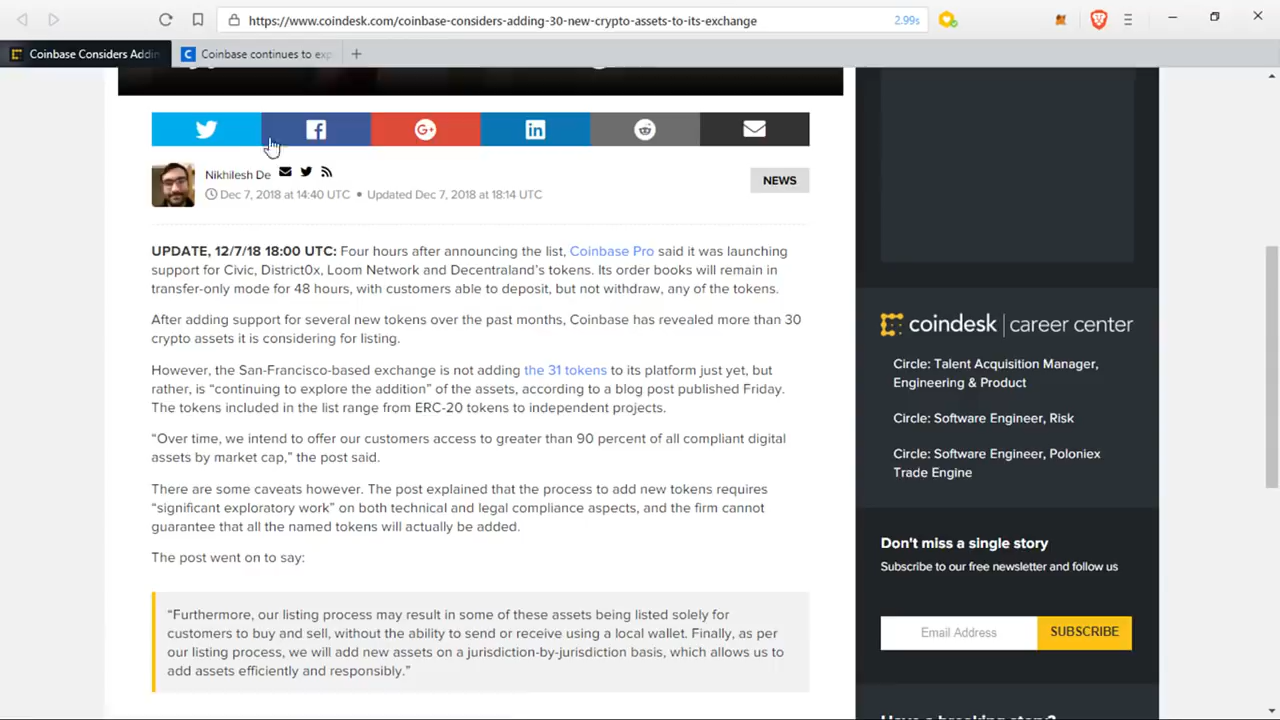 https://www.coindesk.com/coinbase-considers-adding-30-new-crypto-assets-to-its-exchange
2.99s
Coinbase Considers Addin
Coinbase continues to exp
Nikhilesh De
Dec 7, 2018 at 14:40 UTC • Updated Dec 7, 2018 at 18:14 UTC
NEWS
UPDATE, 12/7/18 18:00 UTC: Four hours after announcing the list, Coinbase Pro said it was launching
support for Civic, District0x, Loom Network and Decentraland’s tokens. Its order books will remain in
transfer-only mode for 48 hours, with customers able to deposit, but not withdraw, any of the tokens.
After adding support for several new tokens over the past months, Coinbase has revealed more than 30
crypto assets it is considering for listing.
However, the San-Francisco-based exchange is not adding the 31 tokens to its platform just yet, but
rather, is “continuing to explore the addition” of the assets, according to a blog post published Friday.
The tokens included in the list range from ERC-20 tokens to independent projects.
“Over time, we intend to offer our customers access to greater than 90 percent of all compliant digital
assets by market cap,” the post said.
There are some caveats however. The post explained that the process to add new tokens requires
“significant exploratory work” on both technical and legal compliance aspects, and the firm cannot
guarantee that all the named tokens will actually be added.
The post went on to say:
“Furthermore, our listing process may result in some of these assets being listed solely for
customers to buy and sell, without the ability to send or receive using a local wallet. Finally, as per
our listing process, we will add new assets on a jurisdiction-by-jurisdiction basis, which allows us to
add assets efficiently and responsibly.”
coindesk | career center
Circle: Talent Acquisition Manager,
Engineering & Product
Circle: Software Engineer, Risk
Circle: Software Engineer, Poloniex
Trade Engine
Don't miss a single story
Subscribe to our free newsletter and follow us
Email Address
SUBSCRIBE
Have a breaking story?